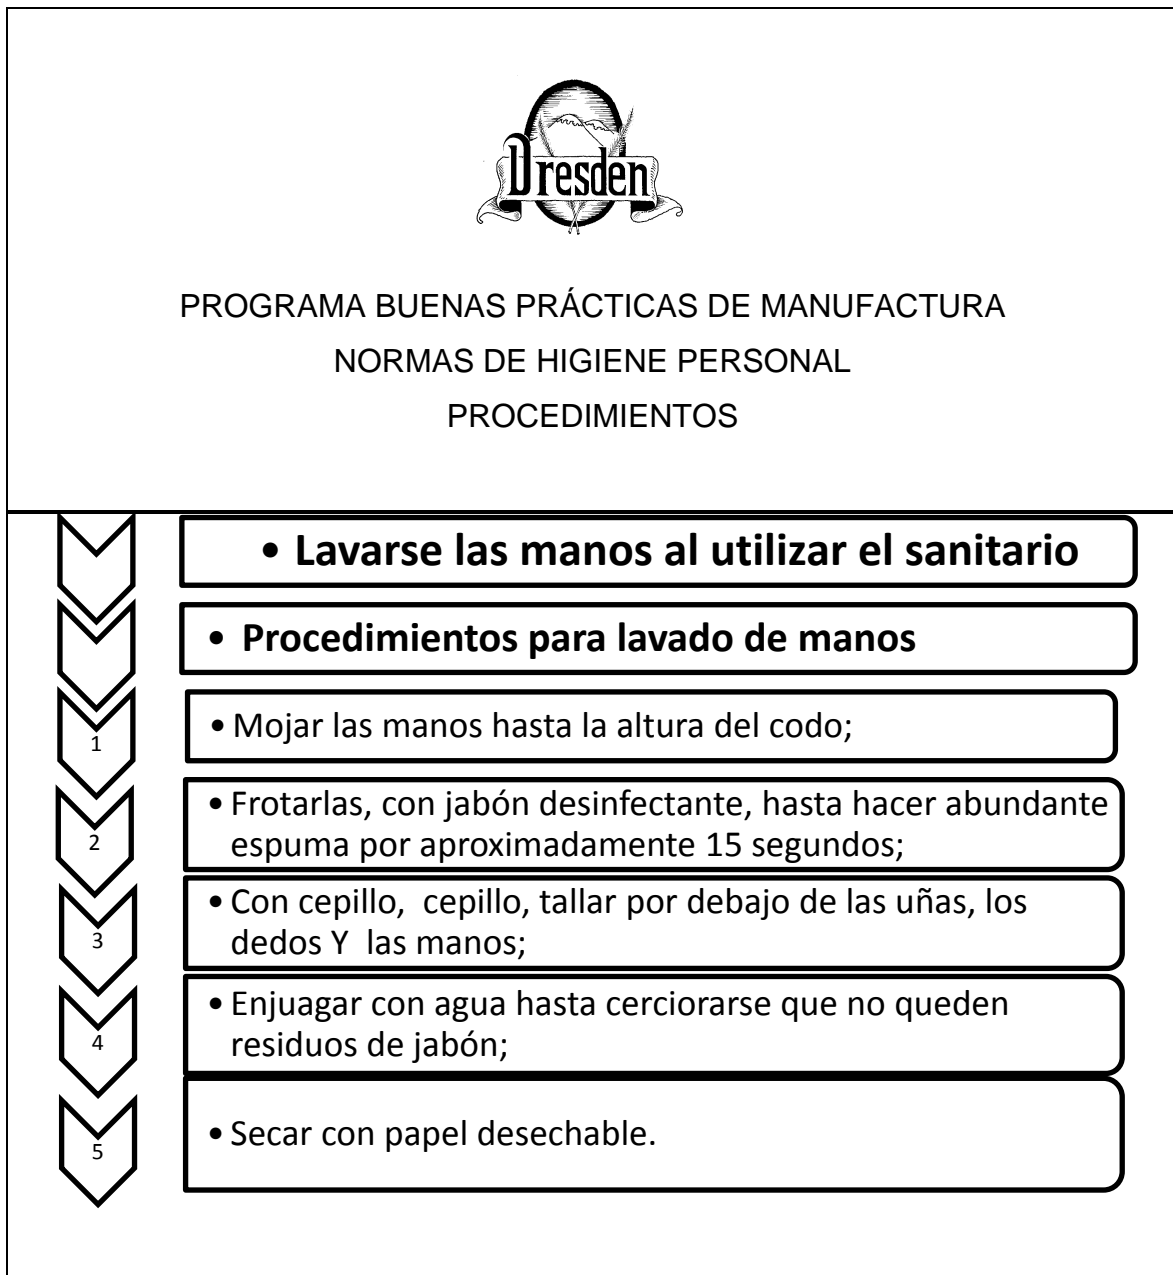 Dresden
PROGRAMA BUENAS PRÁCTICAS DE MANUFACTURA
NORMAS DE HIGIENE PERSONAL
PROCEDIMIENTOS
• Lavarse las manos al utilizar el sanitario
• Procedimientos para lavado de manos
1
• Mojar las manos hasta la altura del codo;
2
• Frotarlas, con jabón desinfectante, hasta hacer abundante
espuma por aproximadamente 15 segundos;
3
• Con cepillo, cepillo, tallar por debajo de las uñas, los
dedos Y las manos;
4
• Enjuagar con agua hasta cerciorarse que no queden
residuos de jabón;
5
• Secar con papel desechable.